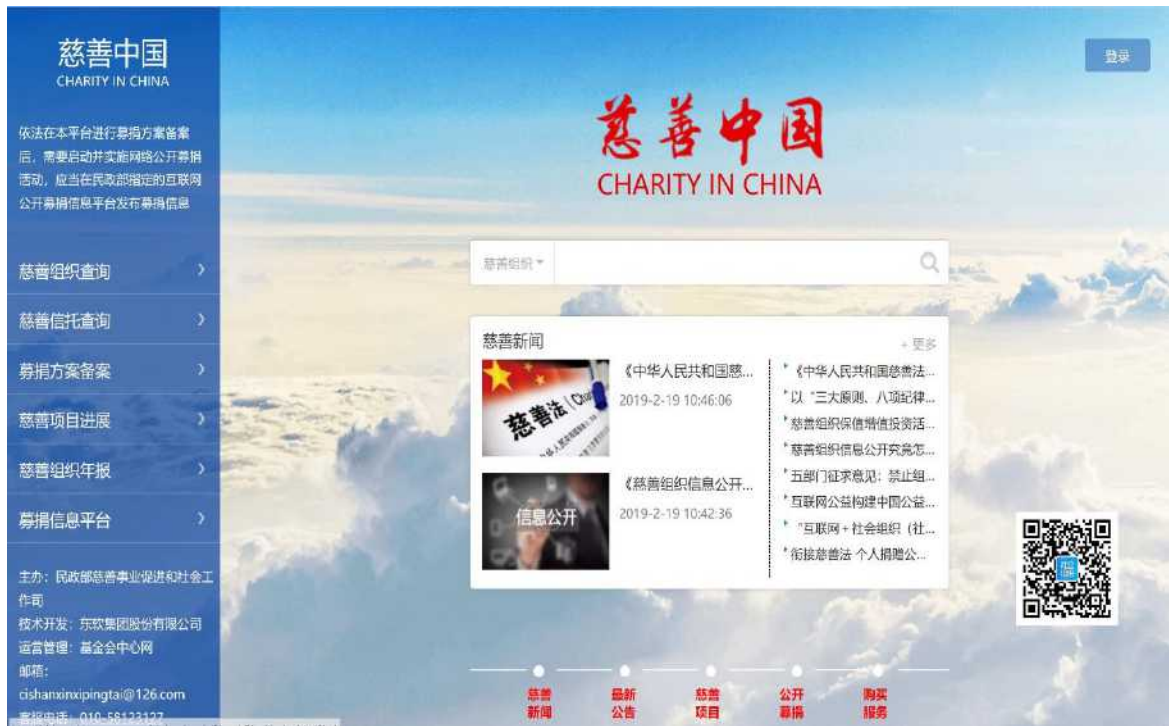 慈善中国
CHARITY IN CHINA
依法在本平台进行募捐方案备案
后，需要启动并实施网络公开募捐
活动，应当在民政部指定的互联网
公开募捐信息平台发布募捐信息
慈善组织查询
慈善信托查询
募捐方案备案
慈善项目进展
慈善组织年报
募捐信息平台
主办：民政部慈善事业促进和社会工
作司
技术开发：东软集团股份有限公司
运营管理：基金会中心网
邮箱：
cishanxinxipingtai@126.com
客服电话：010-58123127
登录
慈善中国
CHARITY IN CHINA
慈善组织
慈善新闻
+ 更多
慈善法
信息公开
《中华人民共和国慈...
2019-2-19 10:46:06
《慈善组织信息公开...
2019-2-19 10:42:36
《中华人民共和国慈善法...
以“三大原则、八项纪律...
慈善组织保值增值投资活...
慈善组织信息公开究竟怎...
五部门征求意见：禁止组...
互联网公益构建中国公益...
“互联网+社会组织（社...
衔接慈善法 个人捐赠公...
慈善
新闻
最新
公告
慈善
项目
公开
募捐
购买
服务